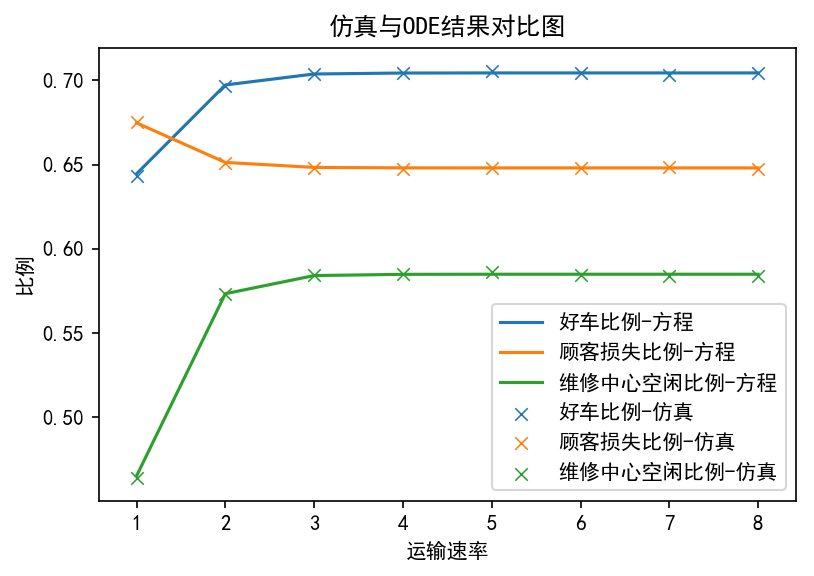 仿真与ODE结果对比图
比例
0.70
0.65
0.60
0.55
0.50
好车比例-方程
顾客损失比例-方程
维修中心空闲比例-方程
好车比例-仿真
顾客损失比例-仿真
维修中心空闲比例-仿真
1 2 3 4 5 6 7 8
运输速率